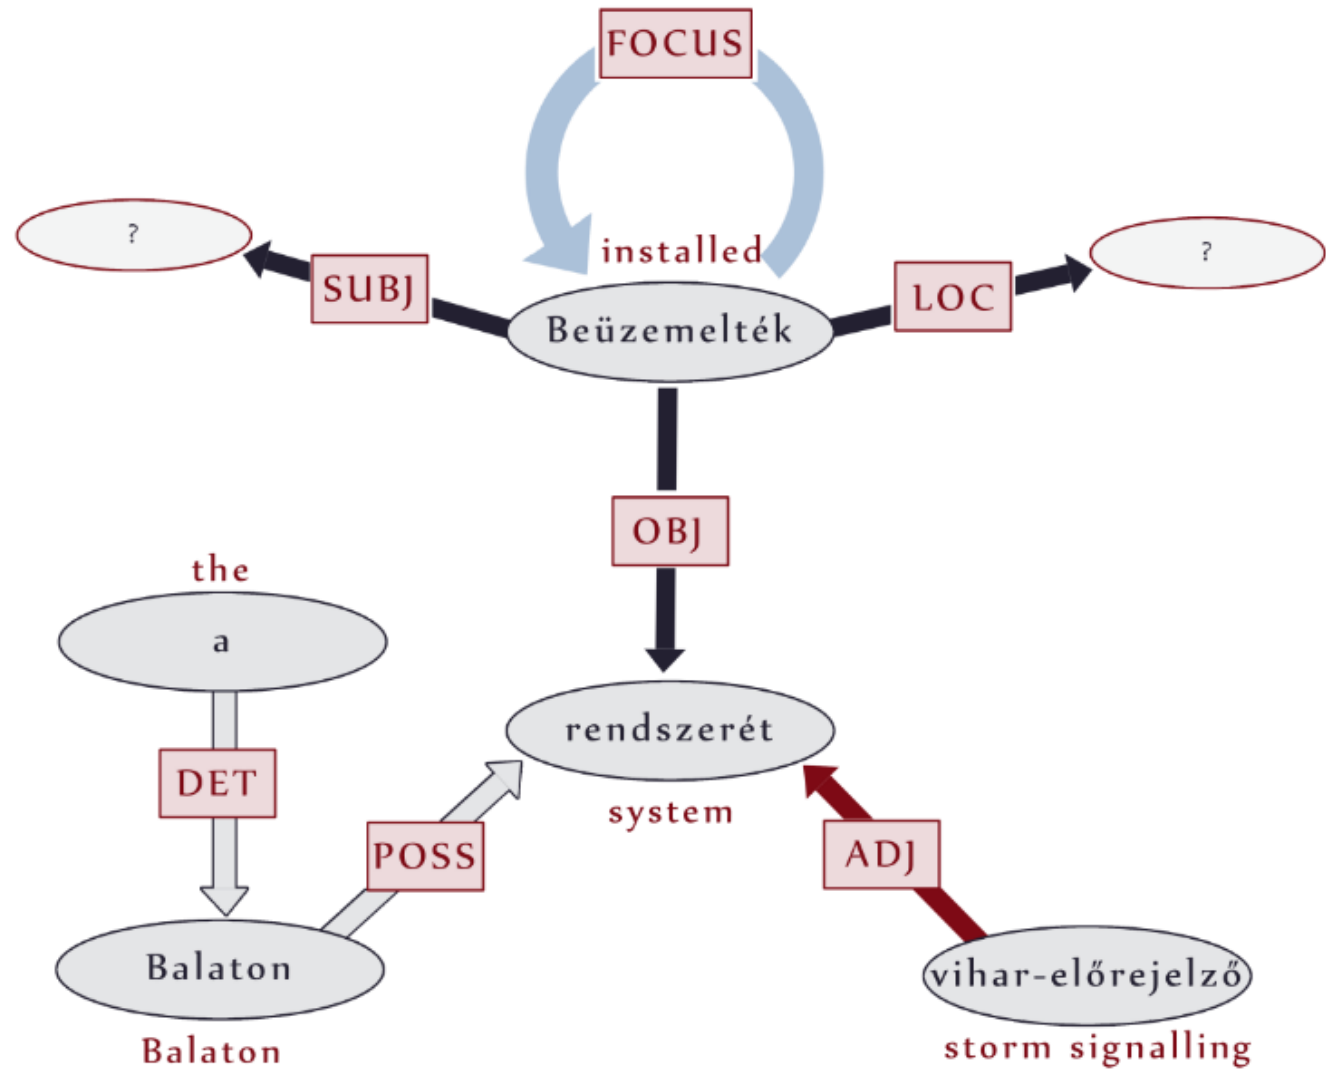 FOCUS
?
installed
?
SUBJ
LOC
Beüzemelték
OBJ
the
a
rendszerét
DET
system
POSS
ADJ
Balaton
vihar-előrejelző
Balaton
storm signalling